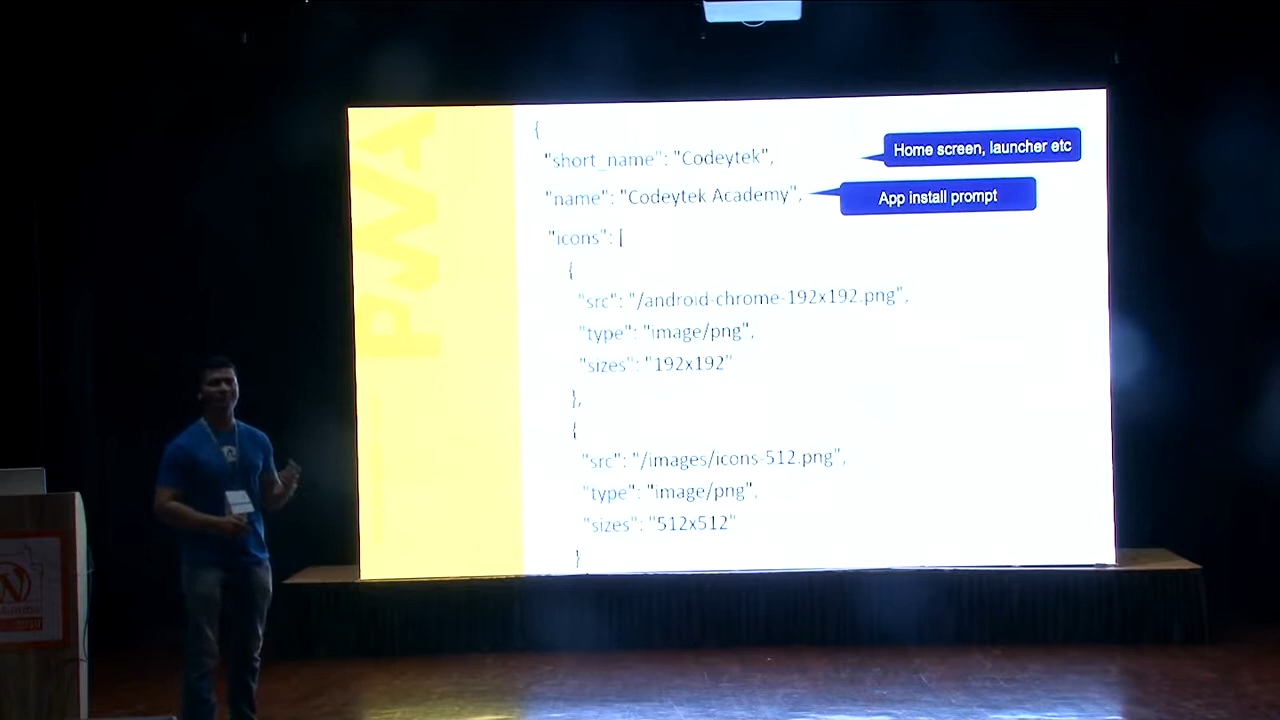 PWA
{
"short_name": "Codeytek",
Home screen, launcher etc
"name": "Codeytek Academy",
App install prompt
"icons": [
{
"src": "/android-chrome-192x192.png",
"type": "image/png",
"sizes": "192x192"
},
{
"src": "/images/icons-512.png",
"type": "image/png",
"sizes": "512x512"
}